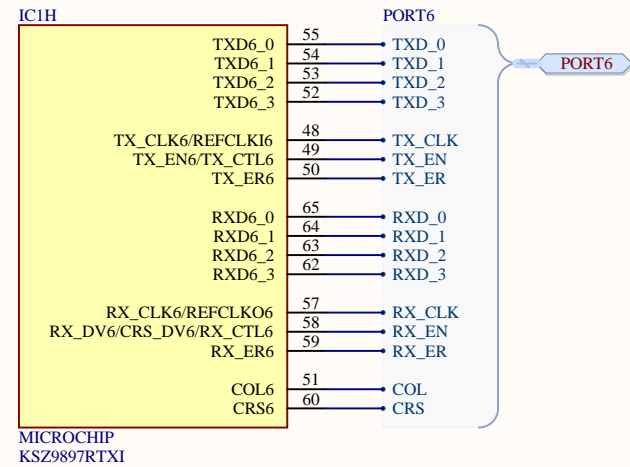 IC1H PORT6
TXD6_0 55 TXD_0
TXD6_1 54 TXD_1 PORT6
TXD6_2 53 TXD_2
TXD6_3 52 TXD_3
TX_CLK6/REFCLKI6 48 TX_CLK
TX_EN6/TX_CTL6 49 TX_EN
TX_ER6 50 TX_ER
RXD6_0 65 RXD_0
RXD6_1 64 RXD_1
RXD6_2 63 RXD_2
RXD6_3 62 RXD_3
RX_CLK6/REFCLKO6 57 RX_CLK
RX_DV6/CRS_DV6/RX_CTL6 58 RX_EN
RX_ER6 59 RX_ER
COL6 51 COL
CRS6 60 CRS
MICROCHIP
KSZ9897RTXI